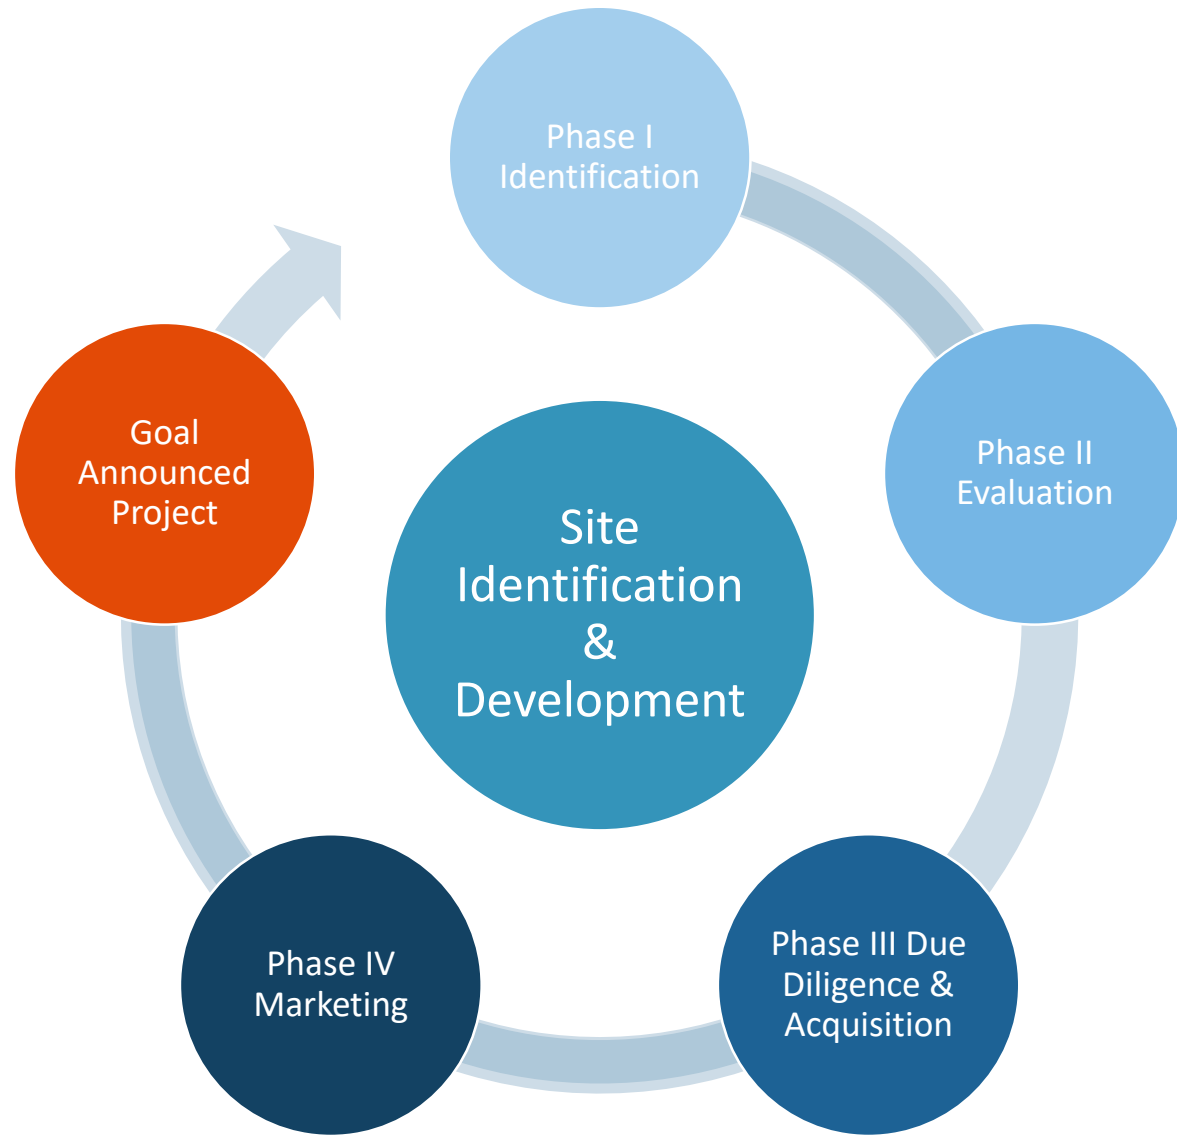 Phase I
Identification
Phase II
Evaluation
Goal
Announced
Project
Site
Identification
&
Development
Phase III Due
Diligence &
Acquisition
Phase IV
Marketing